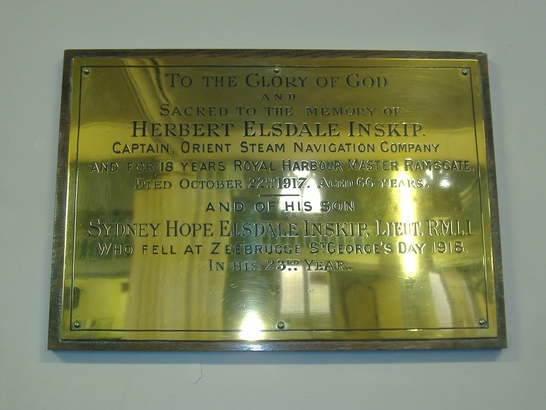 To the Glory of God
and
Sacred to the memory of
Herbert Elsdale Inskip.
Captain, Orient Steam Navigation Company
and for 18 years Royal Harbour Master Ramsgate.
Died October 22nd 1917. Aged 66 years.
and of his son
Sydney Hope Elsdale Inskip, Lieut, R.M.L.I.
Who fell at Zeebrugge St George's Day 1918.
In his 23rd Year.